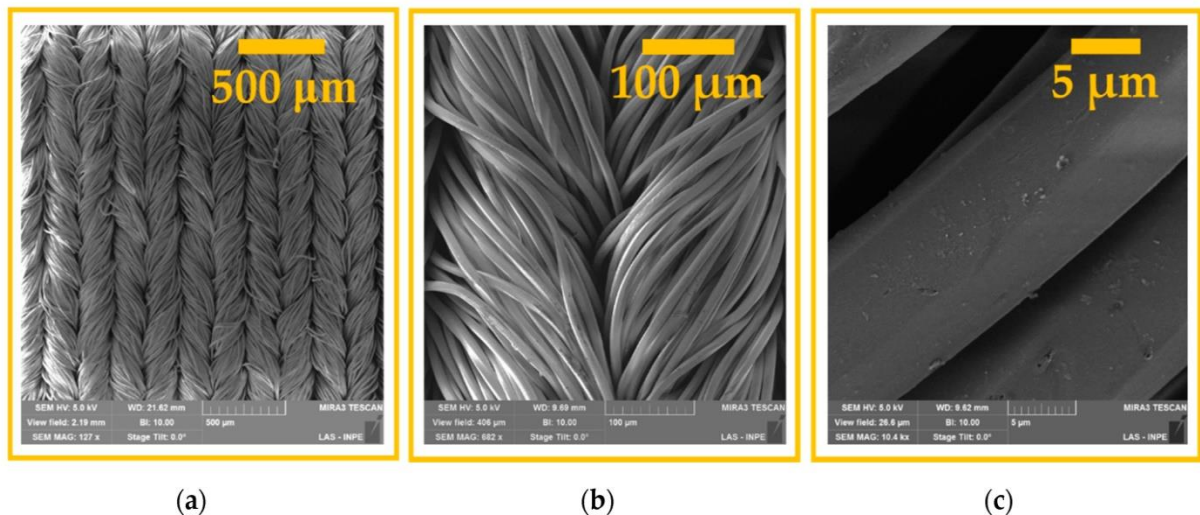 500 μm
SEM HV: 5.0 kV WD: 21.62 mm MIRA3 TESCAN
View field: 2.19 mm BI: 10.00 500 μm
SEM MAG: 127 x Stage Tilt: 0.0° LAS - INPE
(a)
100 μm
SEM HV: 5.0 kV WD: 9.69 mm MIRA3 TESCAN
View field: 406 μm BI: 10.00 100 μm
SEM MAG: 682 x Stage Tilt: 0.0° LAS - INPE
(b)
5 μm
SEM HV: 5.0 kV WD: 9.62 mm MIRA3 TESCAN
View field: 26.6 μm BI: 10.00 5 μm
SEM MAG: 10.4 kx Stage Tilt: 0.0° LAS - INPE
(c)